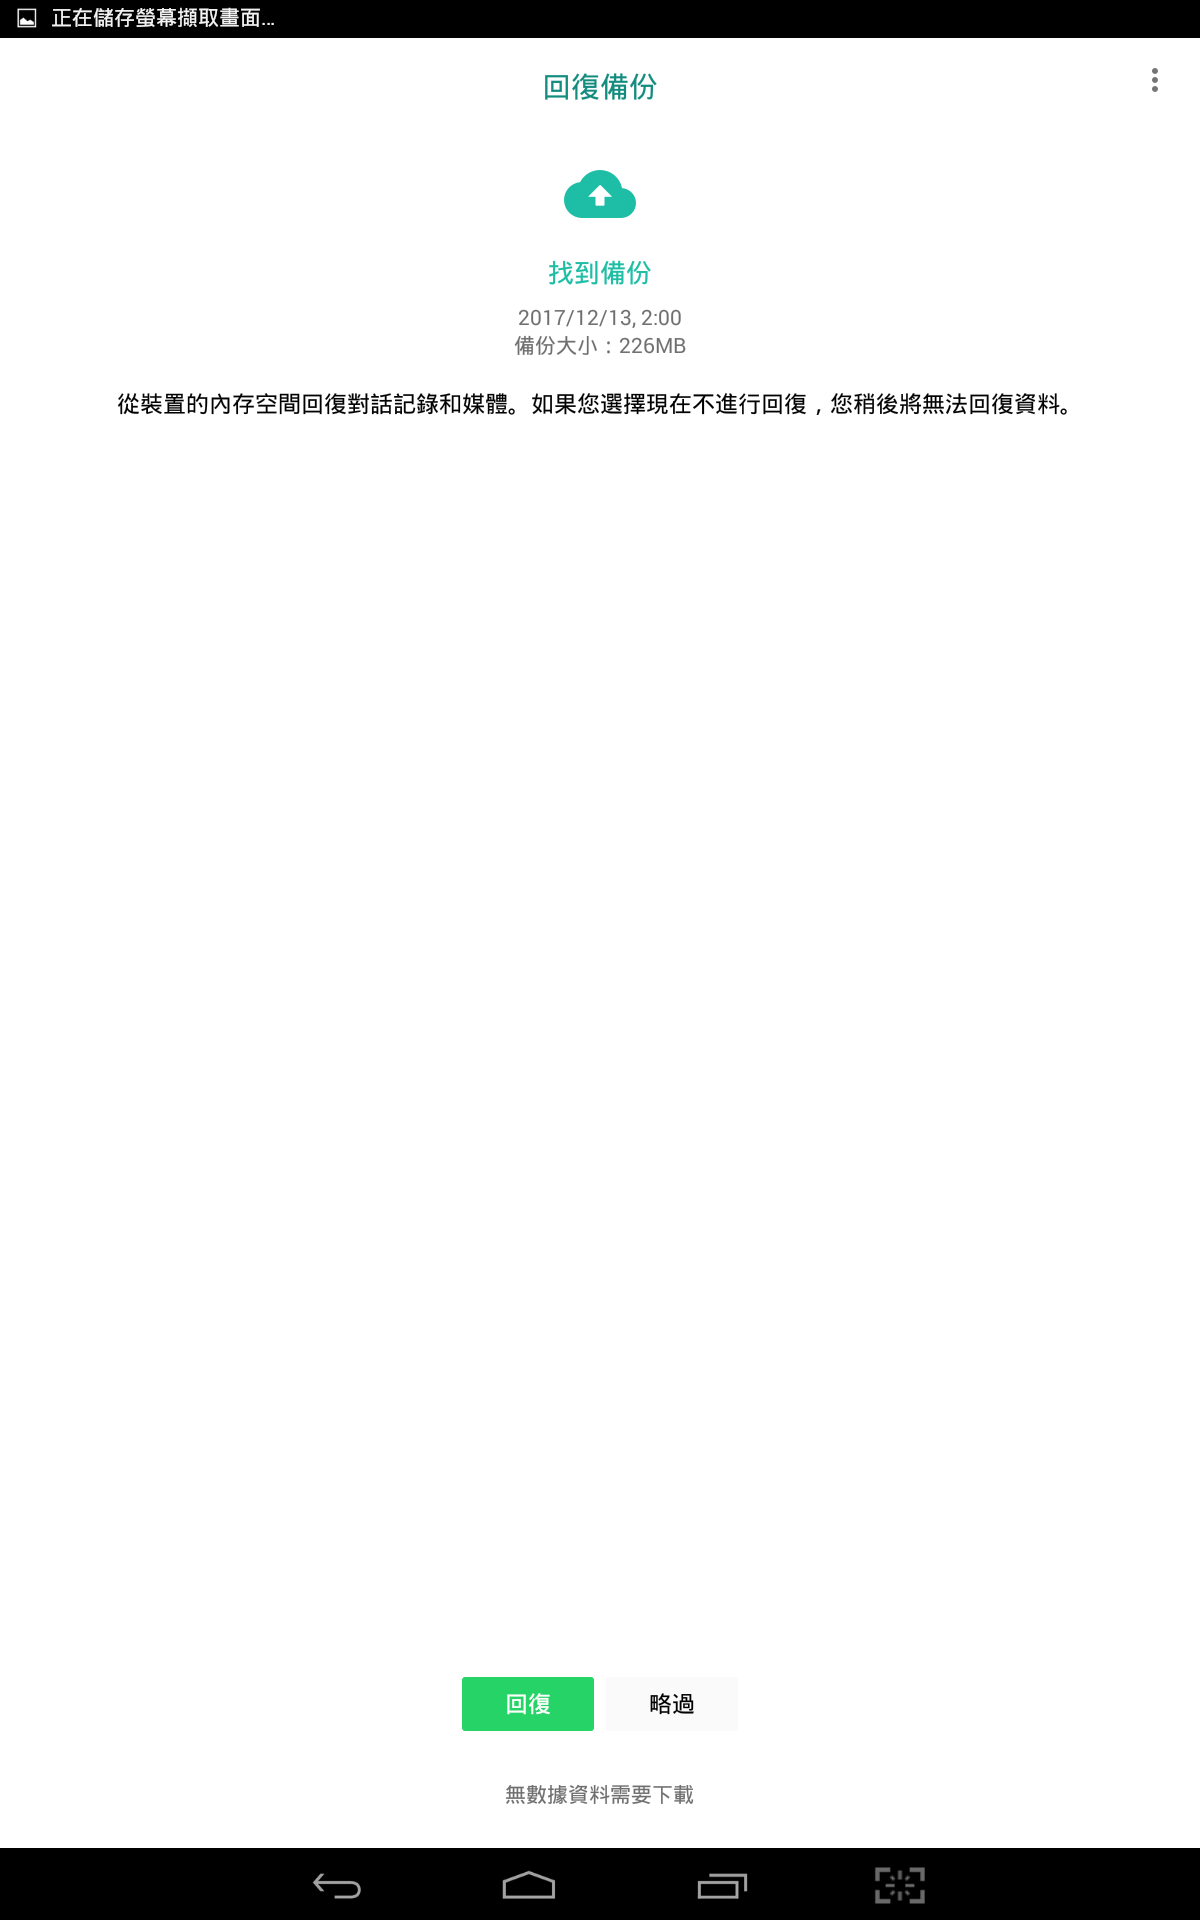 正在儲存螢幕擷取畫面...
回復備份
找到備份
2017/12/13, 2:00
備份大小：226MB
從裝置的內存空間回復對話記錄和媒體。如果您選擇現在不進行回復，您稍後將無法回復資料。
回復
略過
無數據資料需要下載